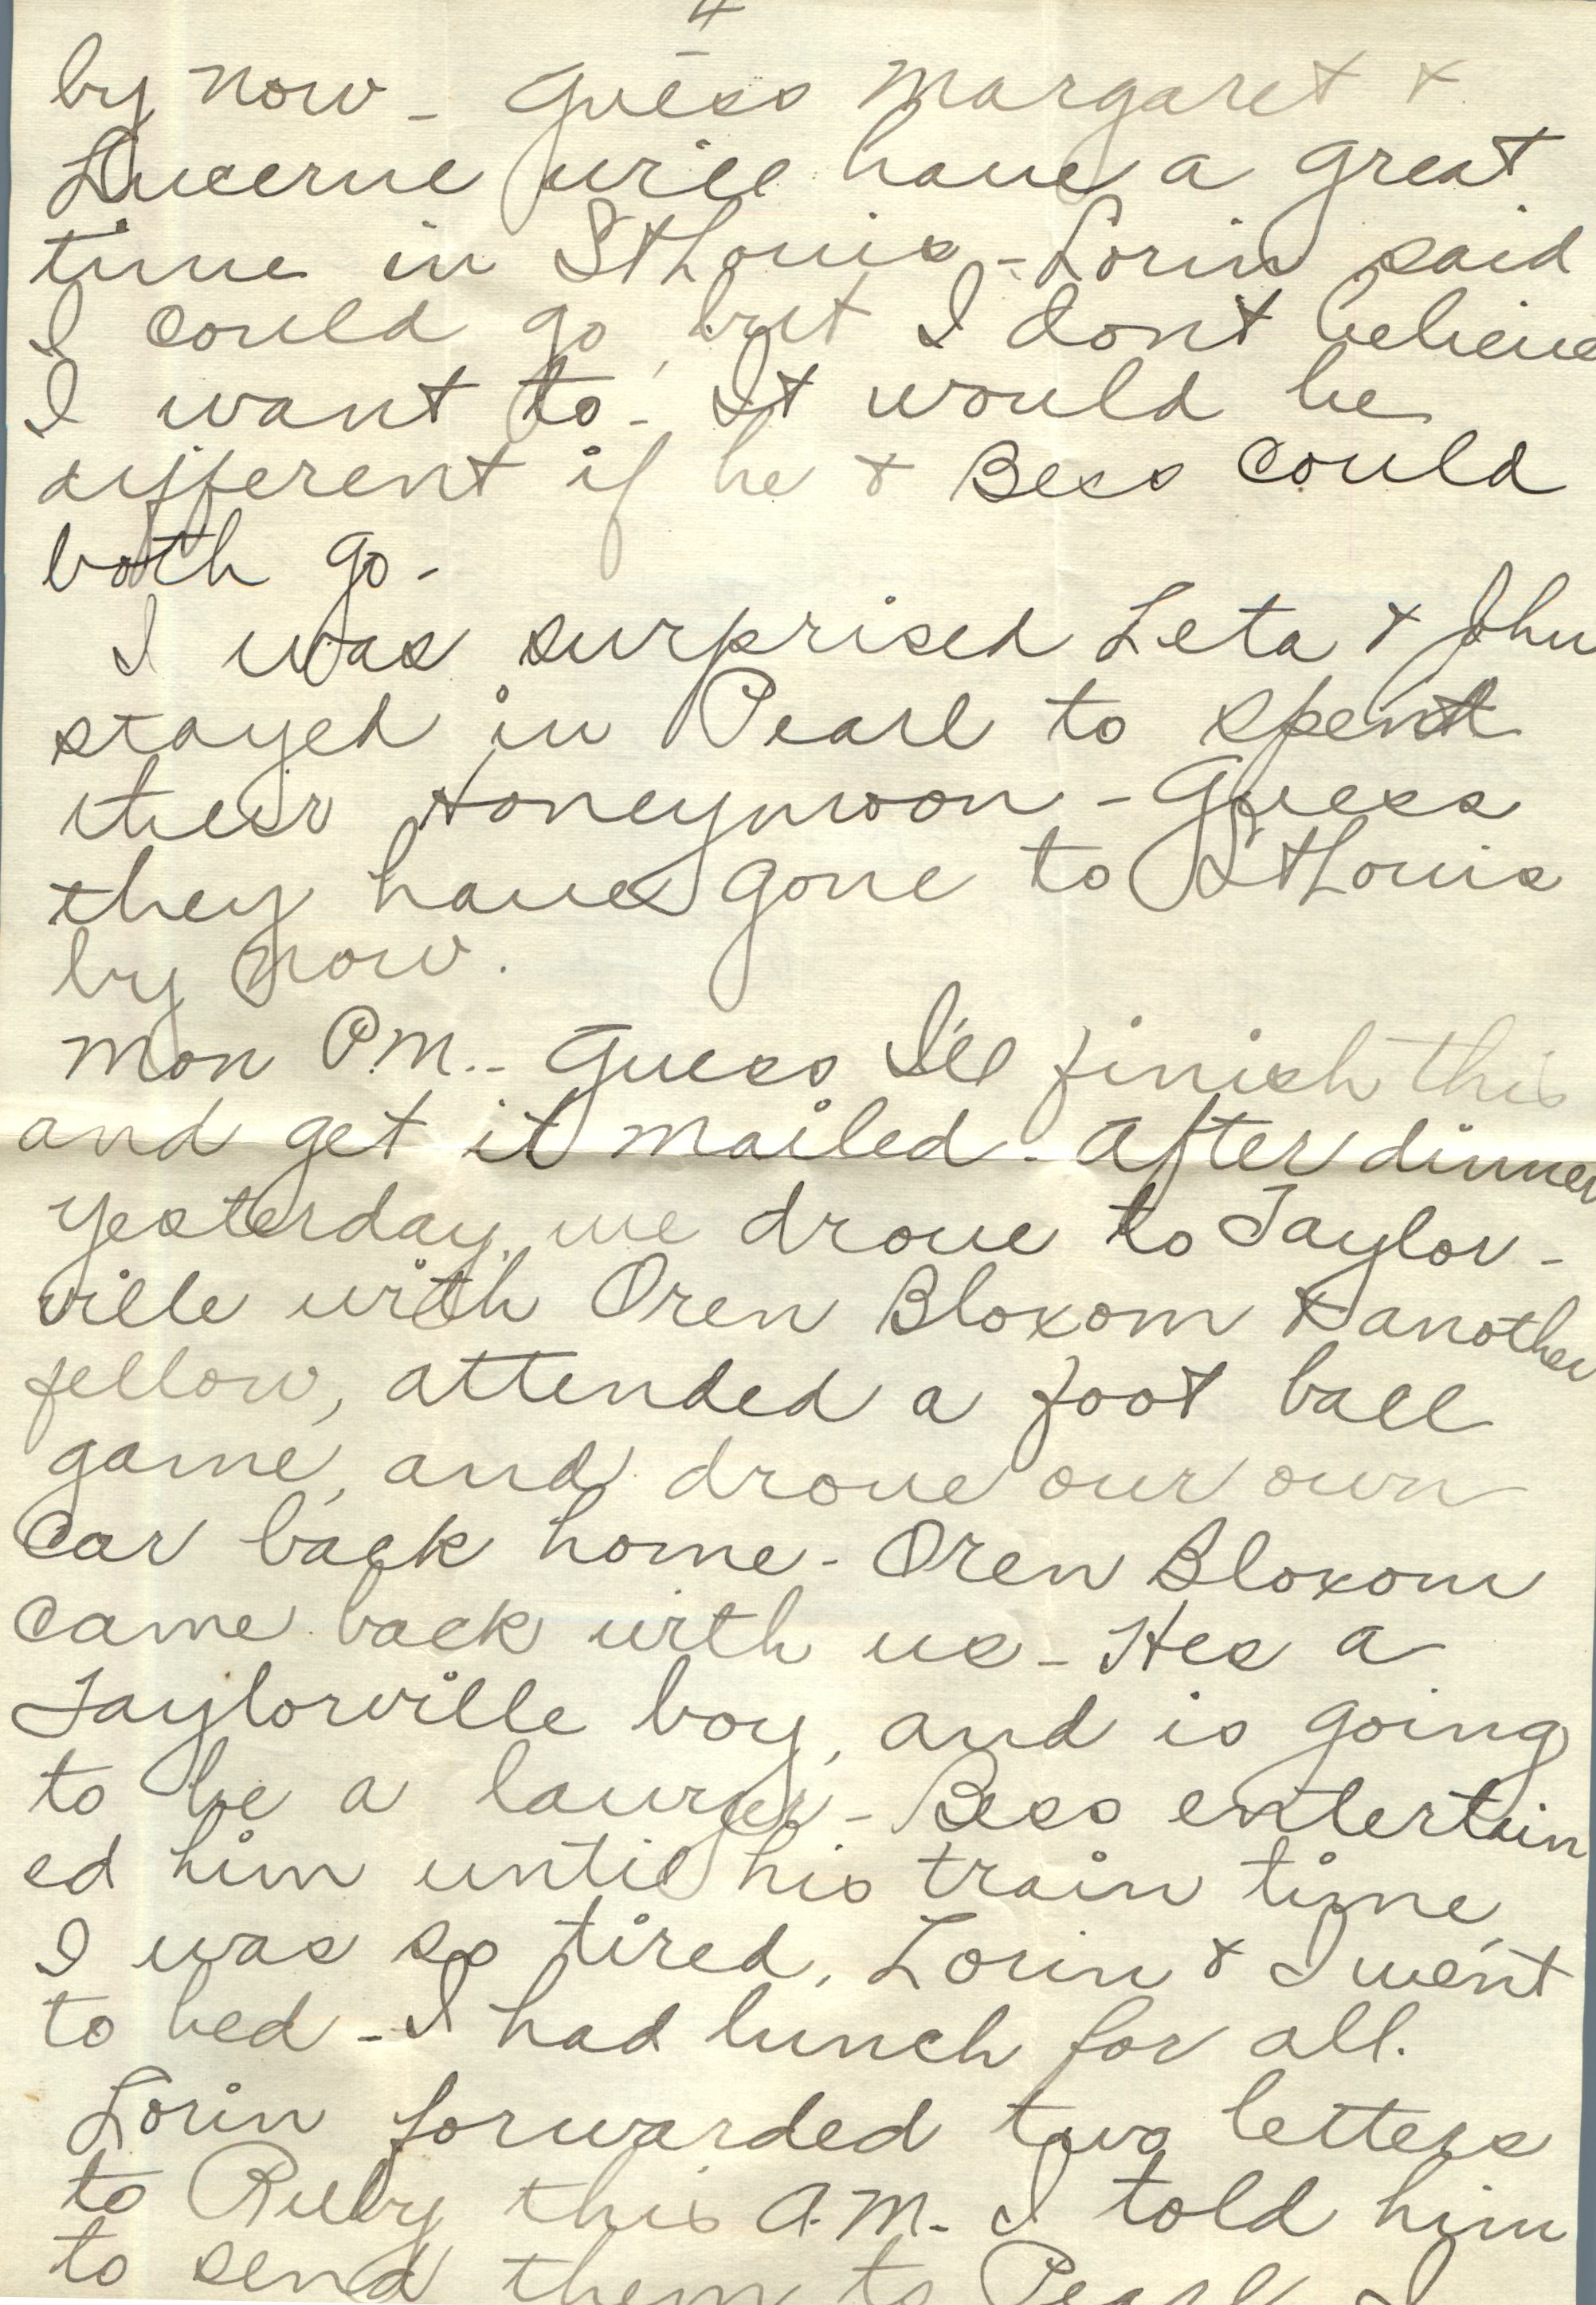 4
by now - Guess Margaret &
Lucerne will have a great
time in St Louis - Lorin said
I could go, but I dont believe
I want to - It would be
different if he & Bess could
both go -
I was surprised Leta & John
stayed in Pearl to spend
their Honeymoon - Guess
they have gone to St Louis
by now.
Mon P.M. - Guess I'll finish this
and get it mailed - After dinner
yesterday, we drove to Taylor-
ville with Oren Bloxom & another
fellow, attended a foot ball
game, and drove our own
car back home - Oren Bloxom
came back with us - Hes a
Taylorville boy, and is going
to be a lawyer - Bess entertain
ed him until his train time,
I was so tired, Lorin & I went
to bed - I had lunch for all.
Lorin forwarded two letters
to Ruby this A.M. I told him
to send them to Pearl I